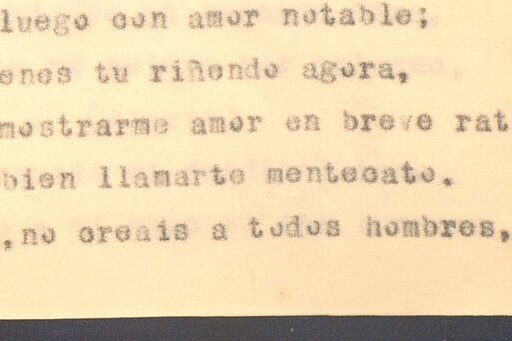 luego con amor notable;
enes tu riñendo agora,
mostrarme amor en breve rat
bien llamarte mentecato.
,no creais a todos hombres,